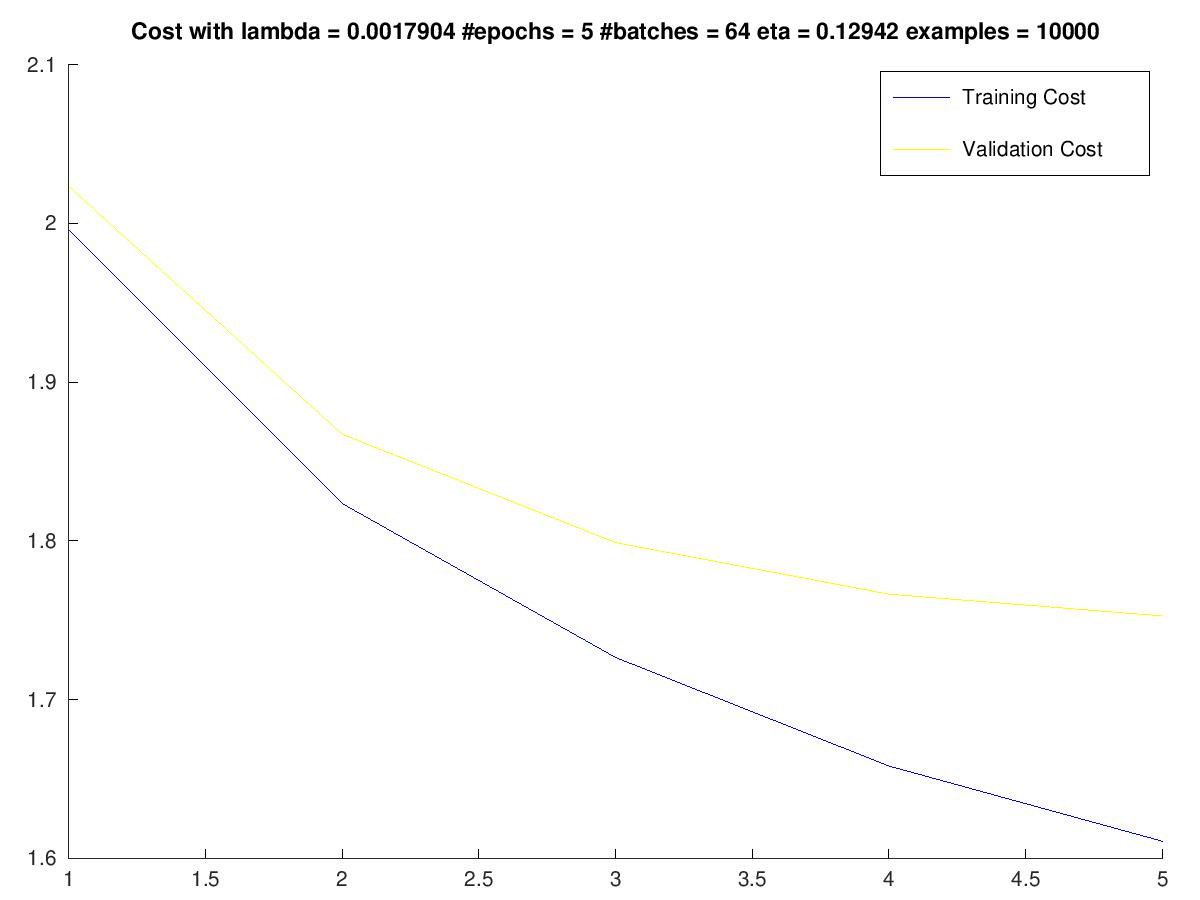 Cost with lambda = 0.0017904 #epochs = 5 #batches = 64 eta = 0.12942 examples = 10000
2.1
Training Cost
Validation Cost
2
1.9
1.8
1.7
1.6
1 1.5 2 2.5 3 3.5 4 4.5 5